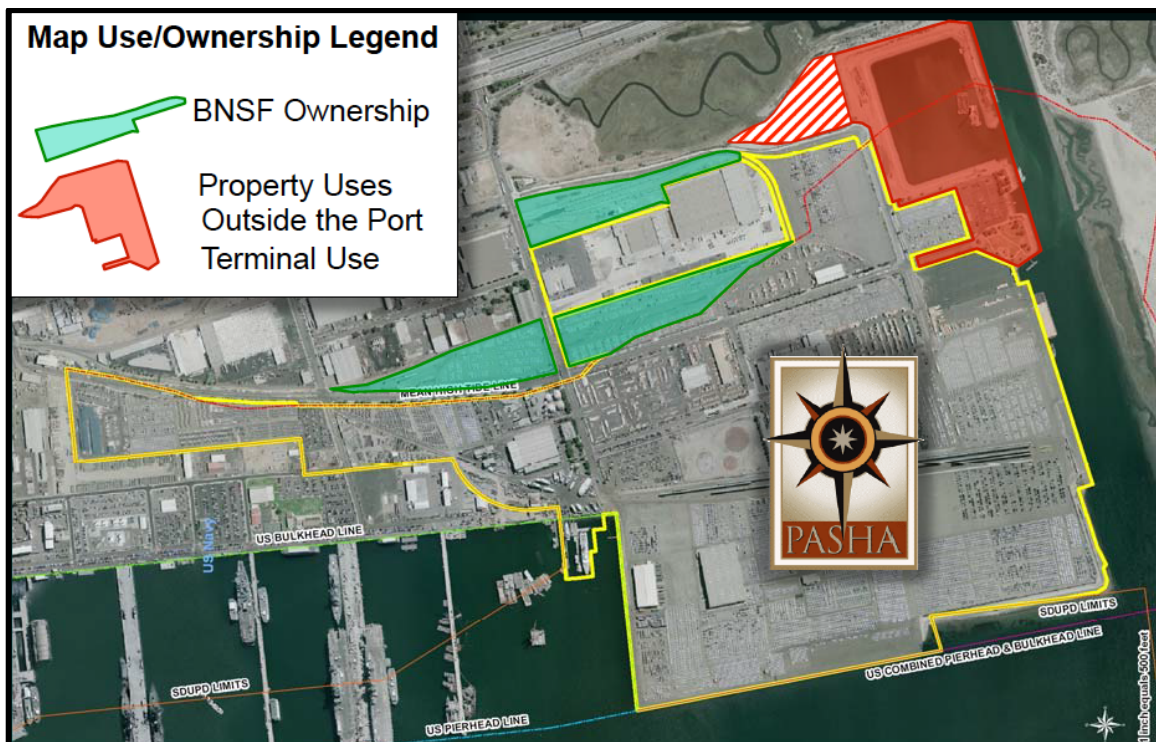 Map Use/Ownership Legend
BNSF Ownership
Property Uses
Outside the Port
Terminal Use
MEAN HIGH TIDE LINE
PASHA
US Navy
US BULKHEAD LINE
SDUPD LIMITS
US COMBINED PIERHEAD & BULKHEAD LINE
SDUPD LIMITS
US PIERHEAD LINE
1 inch equals 500 feet